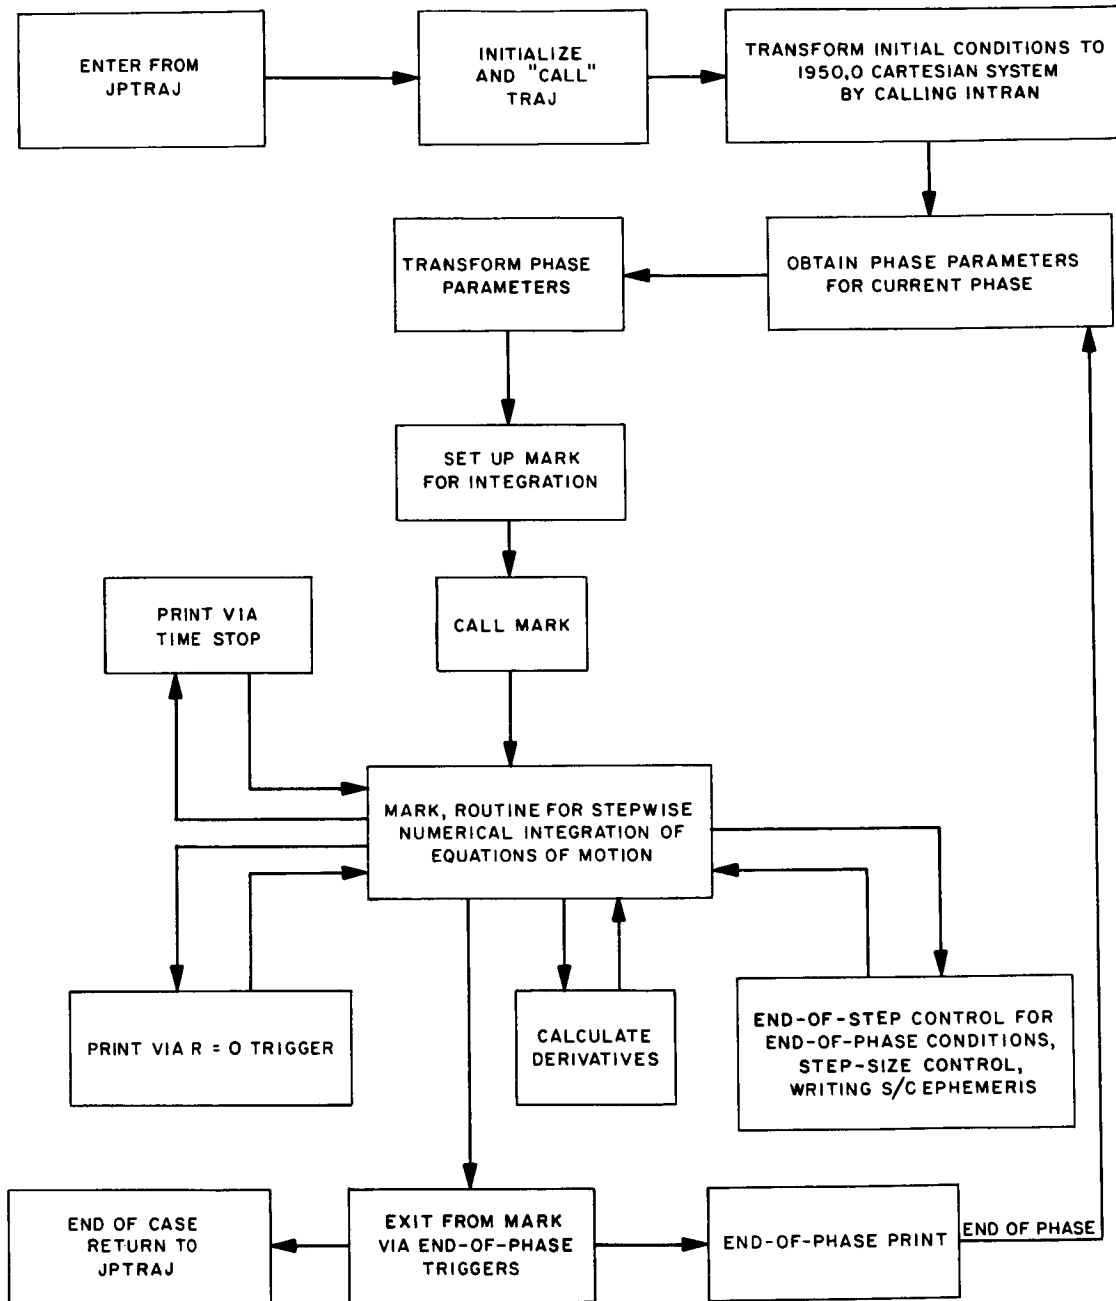 ENTER FROM
JPTRAJ
INITIALIZE
AND "CALL"
TRAJ
TRANSFORM INITIAL CONDITIONS TO
1950.0 CARTESIAN SYSTEM
BY CALLING INTRAN
TRANSFORM PHASE
PARAMETERS
OBTAIN PHASE PARAMETERS
FOR CURRENT PHASE
SET UP MARK
FOR INTEGRATION
PRINT VIA
TIME STOP
CALL MARK
MARK, ROUTINE FOR STEPWISE
NUMERICAL INTEGRATION OF
EQUATIONS OF MOTION
PRINT VIA R = 0 TRIGGER
CALCULATE
DERIVATIVES
END-OF-STEP CONTROL FOR
END-OF-PHASE CONDITIONS,
STEP-SIZE CONTROL,
WRITING S/C EPHEMERIS
END OF CASE
RETURN TO
JPTRAJ
EXIT FROM MARK
VIA END-OF-PHASE
TRIGGERS
END-OF-PHASE PRINT
END OF PHASE